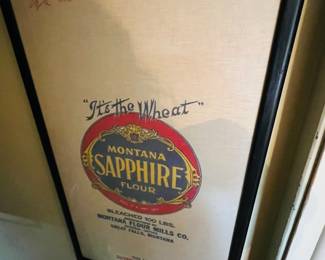 "It's the Wheat"
MONTANA
SAPPHIRE
FLOUR
BLEACHED 100 LBS.
MONTANA FLOUR MILLS CO.
GREAT FALLS, MONTANA